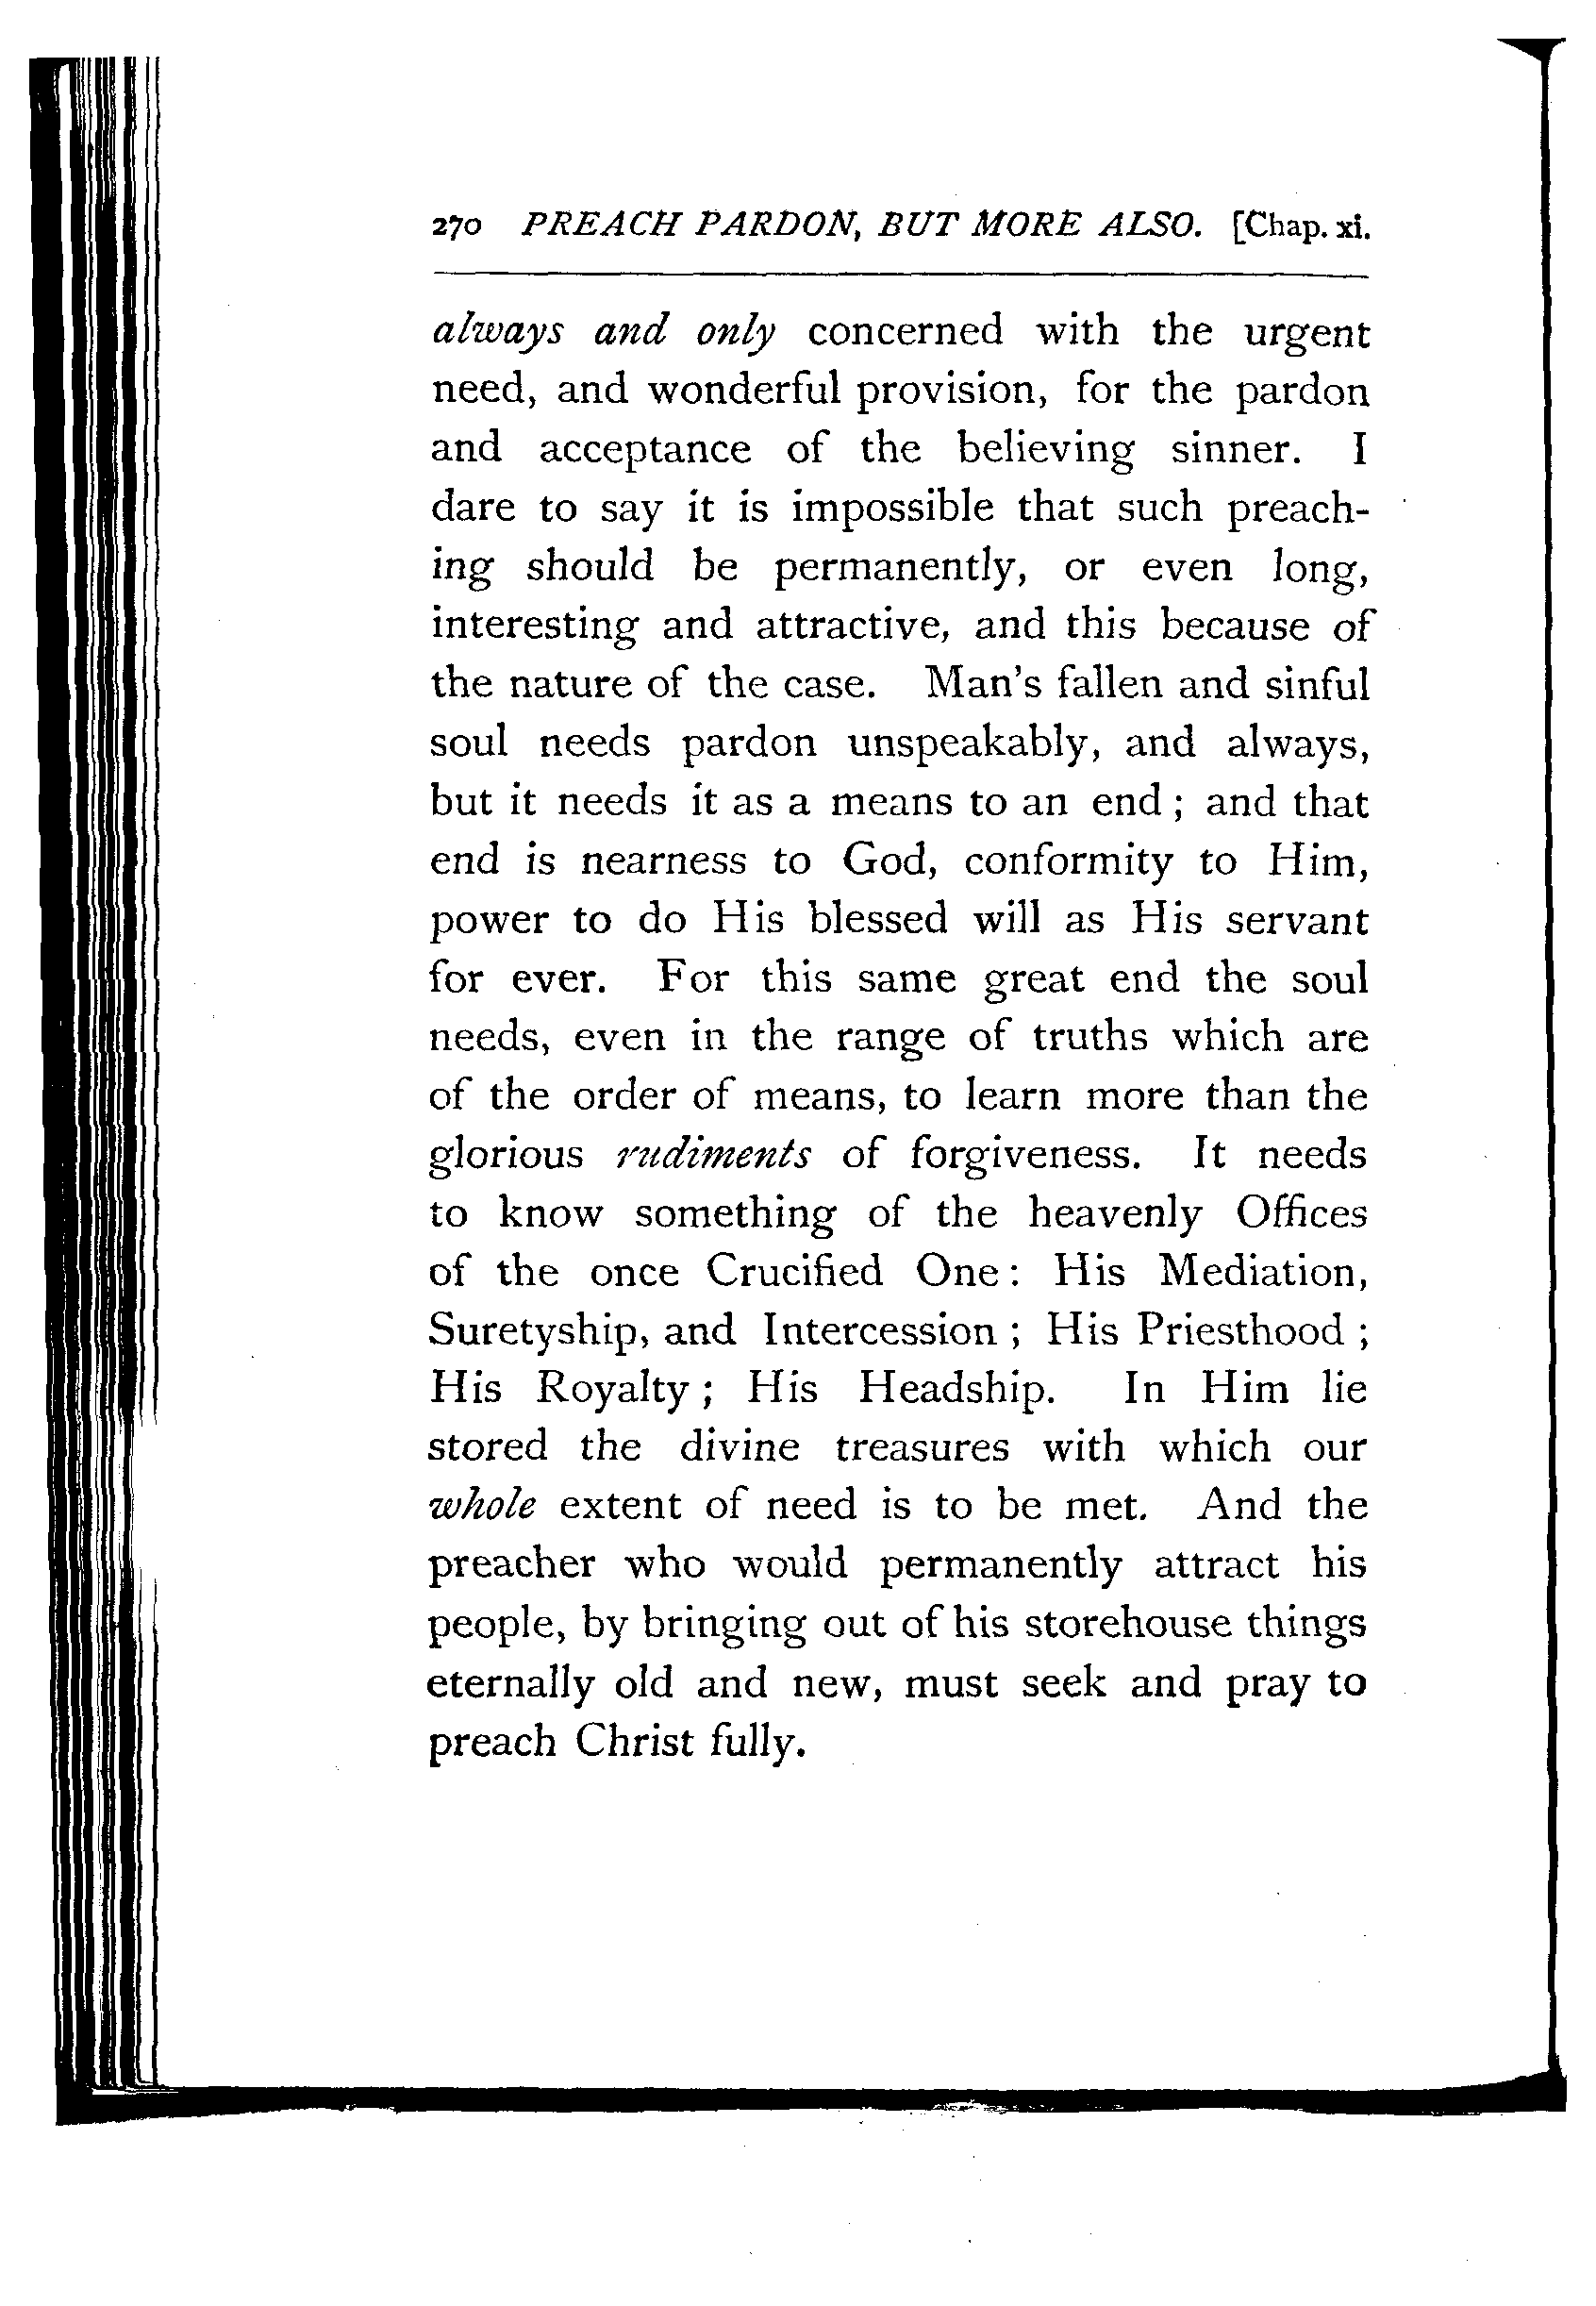 270 PREACH PARDON, BUT MORE ALSO. [Chap. xi.
always and only concerned with the urgent
need, and wonderful provision, for the pardon
and acceptance of the believing sinner. I
dare to say it is impossible that such preach-
ing should be permanently, or even long,
interesting and attractive, and this because of
the nature of the case. Man's fallen and sinful
soul needs pardon unspeakably, and always,
but it needs it as a means to an end; and that
end is nearness to God, conformity to Him,
power to do His blessed will as His servant
for ever. For this same great end the soul
needs, even in the range of truths which are
of the order of means, to learn more than the
glorious rudiments of forgiveness. It needs
to know something of the heavenly Offices
of the once Crucified One: His Mediation,
Suretyship, and Intercession; His Priesthood;
His Royalty; His Headship. In Him lie
stored the divine treasures with which our
whole extent of need is to be met. And the
preacher who would permanently attract his
people, by bringing out of his storehouse things
eternally old and new, must seek and pray to
preach Christ fully.